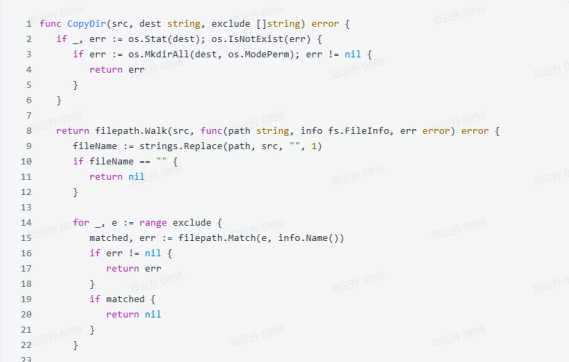 1 func CopyDir(src, dest string, exclude []string) error {
2 if _, err := os.Stat(dest); os.IsNotExist(err) {
3 if err := os.MkdirAll(dest, os.ModePerm); err != nil {
4 return err
5 }
6 }
7
8 return filepath.Walk(src, func(path string, info fs.FileInfo, err error) error {
9 fileName := strings.Replace(path, src, "", 1)
10 if fileName == "" {
11 return nil
12 }
13
14 for _, e := range exclude {
15 matched, err := filepath.Match(e, info.Name())
16 if err != nil {
17 return err
18 }
19 if matched {
20 return nil
21 }
22 }
23